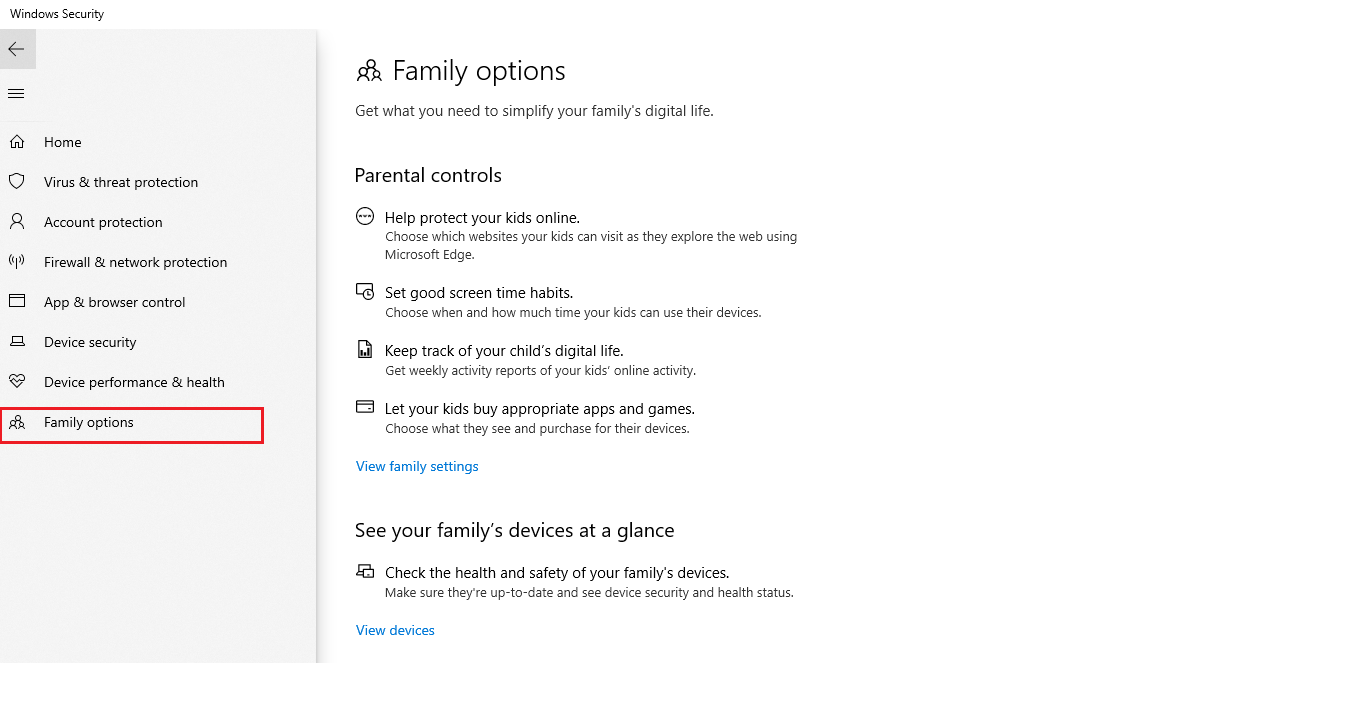 Windows Security
Home
Virus & threat protection
Account protection
Firewall & network protection
App & browser control
Device security
Device performance & health
Family options
Family options
Get what you need to simplify your family's digital life.
Parental controls
Help protect your kids online.
Choose which websites your kids can visit as they explore the web using
Microsoft Edge.
Set good screen time habits.
Choose when and how much time your kids can use their devices.
Keep track of your child’s digital life.
Get weekly activity reports of your kids’ online activity.
Let your kids buy appropriate apps and games.
Choose what they see and purchase for their devices.
View family settings
See your family’s devices at a glance
Check the health and safety of your family's devices.
Make sure they're up-to-date and see device security and health status.
View devices